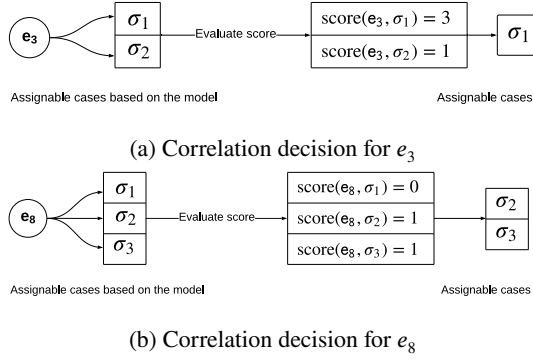 e₃
σ₁
σ₂
Evaluate score
score(e₃, σ₁) = 3
score(e₃, σ₂) = 1
σ₁
Assignable cases based on the model
Assignable cases
(a) Correlation decision for e₃
e₈
σ₁
σ₂
σ₃
Evaluate score
score(e₈, σ₁) = 0
score(e₈, σ₂) = 1
score(e₈, σ₃) = 1
σ₂
σ₃
Assignable cases based on the model
Assignable cases
(b) Correlation decision for e₈